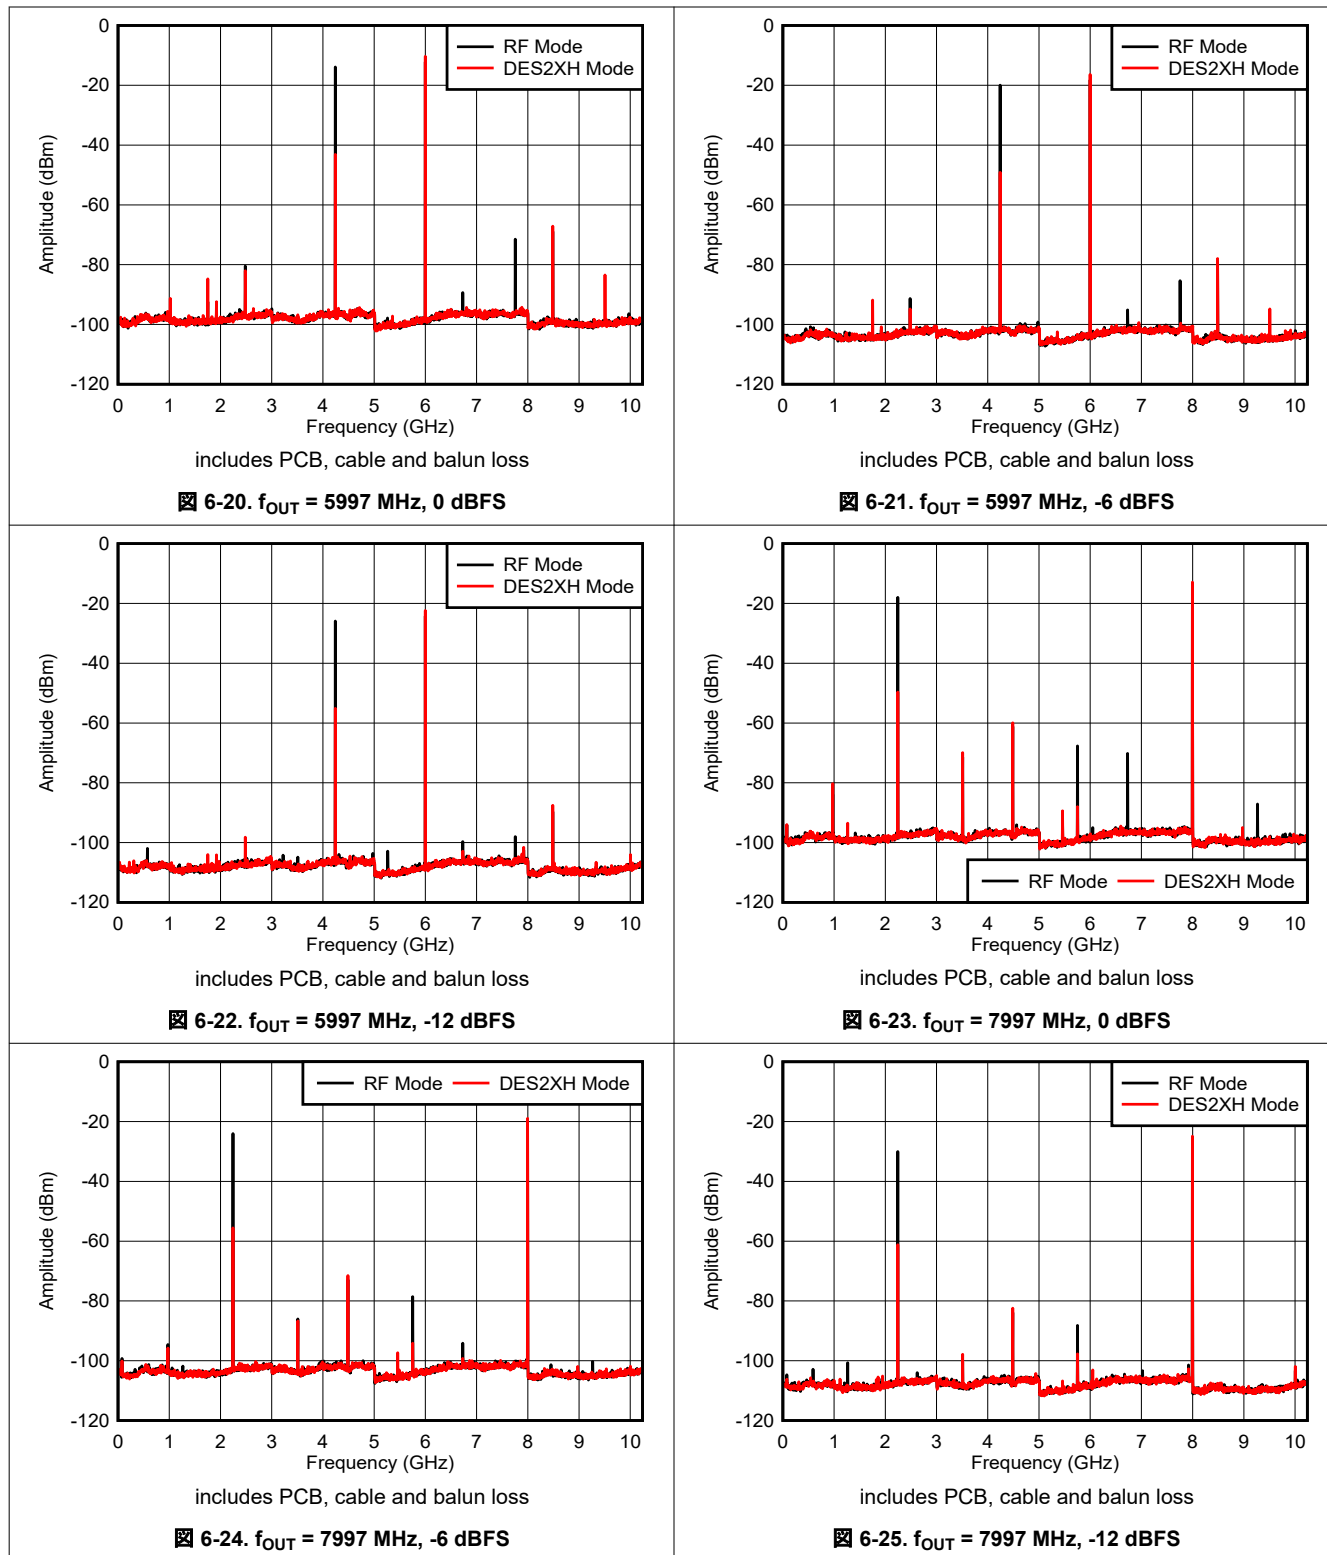 0
-20
-40
-60
-80
-100
-120
Amplitude (dBm)
RF Mode
DES2XH Mode
0 1 2 3 4 5 6 7 8 9 10
Frequency (GHz)
includes PCB, cable and balun loss
図 6-20. fOUT = 5997 MHz, 0 dBFS
0
-20
-40
-60
-80
-100
-120
Amplitude (dBm)
RF Mode
DES2XH Mode
0 1 2 3 4 5 6 7 8 9 10
Frequency (GHz)
includes PCB, cable and balun loss
図 6-21. fOUT = 5997 MHz, -6 dBFS
0
-20
-40
-60
-80
-100
-120
Amplitude (dBm)
RF Mode
DES2XH Mode
0 1 2 3 4 5 6 7 8 9 10
Frequency (GHz)
includes PCB, cable and balun loss
図 6-22. fOUT = 5997 MHz, -12 dBFS
0
-20
-40
-60
-80
-100
-120
Amplitude (dBm)
RF Mode DES2XH Mode
0 1 2 3 4 5 6 7 8 9 10
Frequency (GHz)
includes PCB, cable and balun loss
図 6-23. fOUT = 7997 MHz, 0 dBFS
0
-20
-40
-60
-80
-100
-120
Amplitude (dBm)
RF Mode DES2XH Mode
0 1 2 3 4 5 6 7 8 9 10
Frequency (GHz)
includes PCB, cable and balun loss
図 6-24. fOUT = 7997 MHz, -6 dBFS
0
-20
-40
-60
-80
-100
-120
Amplitude (dBm)
RF Mode
DES2XH Mode
0 1 2 3 4 5 6 7 8 9 10
Frequency (GHz)
includes PCB, cable and balun loss
図 6-25. fOUT = 7997 MHz, -12 dBFS